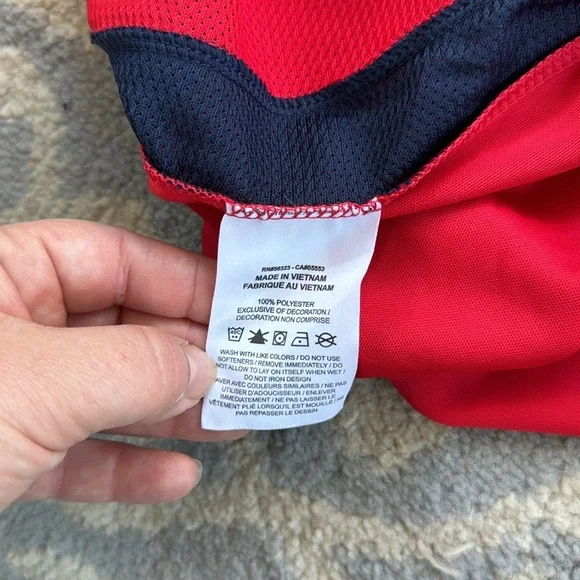 RN#56323 - CA#05553
MADE IN VIETNAM
FABRIQUÉ AU VIETNAM
100% POLYESTER
EXCLUSIVE OF DECORATION /
DECORATION NON COMPRISE
WASH WITH LIKE COLORS / DO NOT USE
SOFTENERS / REMOVE IMMEDIATELY / DO
NOT ALLOW TO LAY ON ITSELF WHEN WET /
DO NOT IRON DESIGN
LAVER AVEC COULEURS SIMILAIRES / NE PAS
UTILISER D'ADOUCISSEUR / ENLEVER
IMMEDIATEMENT / NE PAS LAISSER LE
VÊTEMENT PLIÉ LORSQU'IL EST MOUILLÉ / NE
PAS REPASSER LE DESSIN